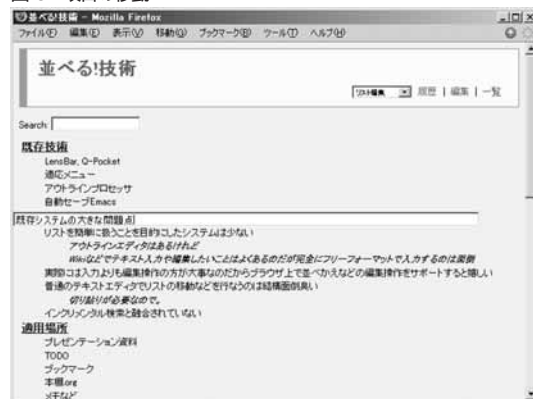 並べる!技術 - Mozilla Firefox
ファイル(F) 編集(E) 表示(V) 移動(G) ブックマーク(B) ツール(T) ヘルプ(H)
並べる!技術
リスト編集 履歴 | 編集 | 一覧
Search:
既存技術
LensBar, Q-Pocket
適応メニュー
アウトラインプロセッサ
自動セーブEmacs
既存システムの大きな問題点
リストを簡単に扱うことを目的にしたシステムは少ない
アウトラインエディタはあるけれど
Wikiなどでテキスト入力や編集したいことはよくあるのだが完全にフリーフォーマットで入力するのは面倒
実際には入力よりも編集操作の方が大事なのだからブラウザ上で並べかえなどの編集操作をサポートすると嬉しい
普通のテキストエディタでリストの移動などを行なうのは結構面倒臭い
切り貼りが必要なので。
インクリメンタル検索と融合されていない
適用場所
プレゼンテーション資料
TODO
ブックマーク
本棚.org
メモなど